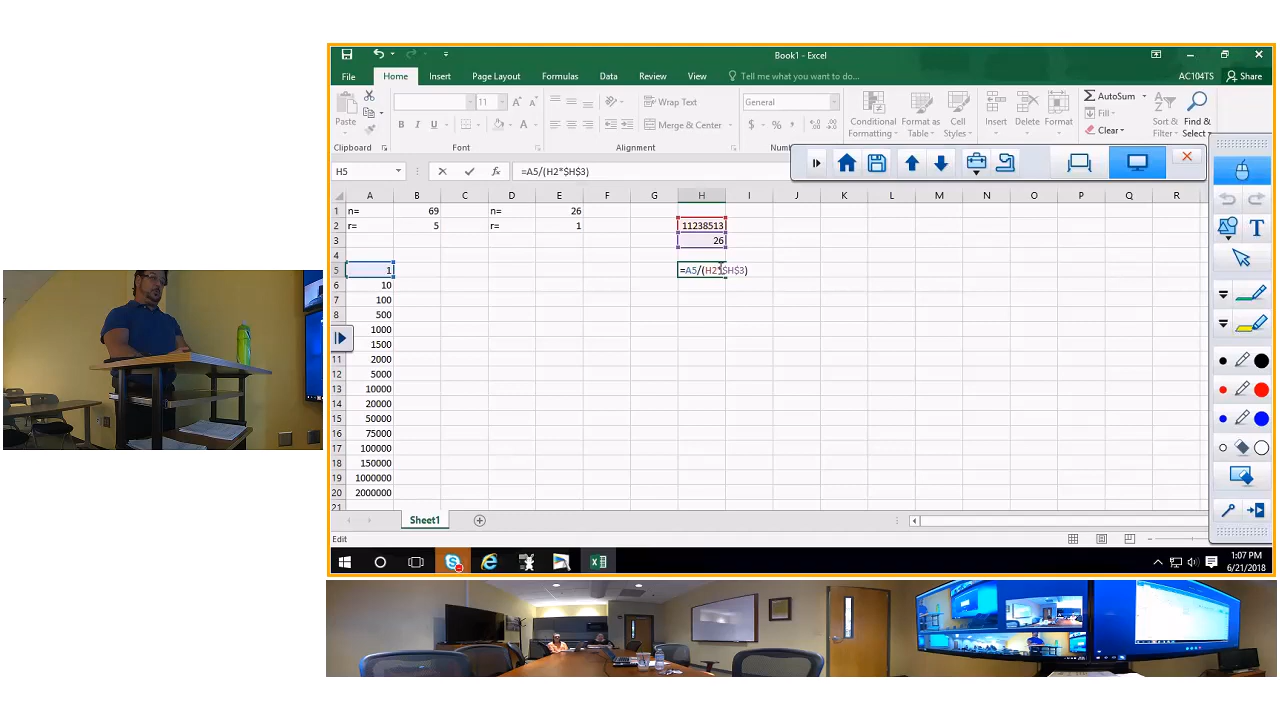 Book1 - Excel
File Home Insert Page Layout Formulas Data Review View Tell me what you want to do... AC104TS Share
Paste 11 Wrap Text General Conditional Formatting Format as Table Cell Styles Insert Delete Format AutoSum Fill Clear Sort & Filter Find & Select
B I U Merge & Center $ %
Clipboard Font Alignment
H5 fx =A5/(H2*$H$3)
A B C D E F G H I J K L M N O P Q R
1 n= 69 n= 26
2 r= 5 r= 1 11238513
3 26
4
5 1 =A5/(H2*$H$3)
6 10
7 100
8 500
1000
1500
11 2000
12 5000
13 10000
14 20000
15 50000
16 75000
17 100000
18 150000
19 1000000
20 2000000
21
Sheet1
Edit
1:07 PM
6/21/2018